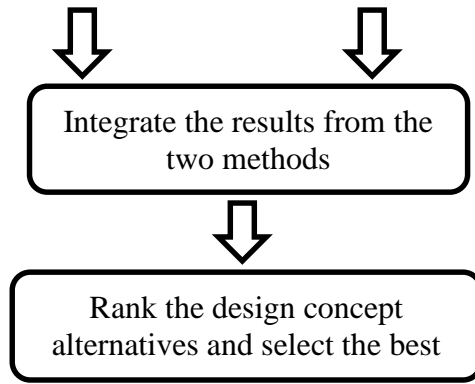 Integrate the results from the
two methods
Rank the design concept
alternatives and select the best